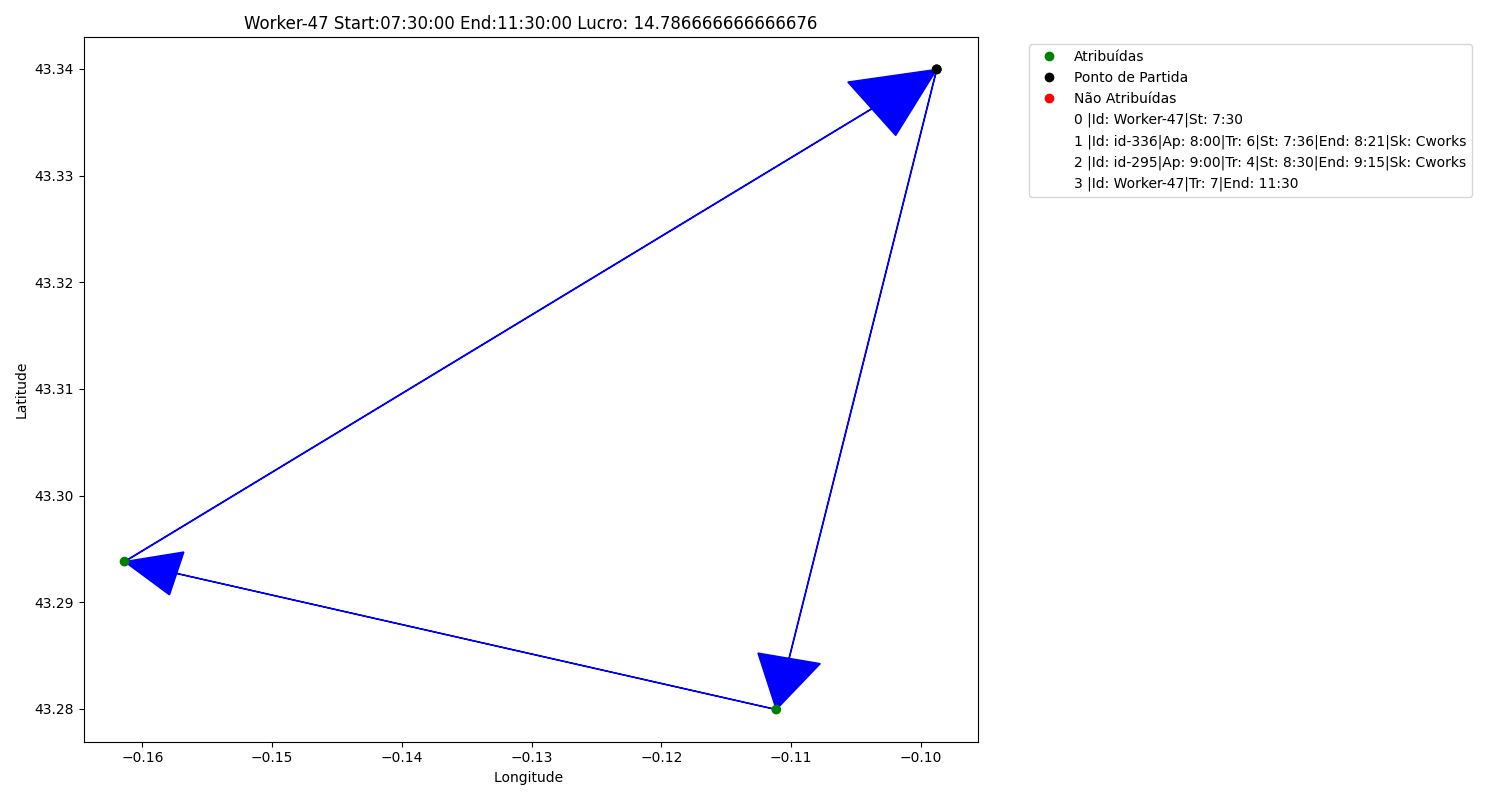 Worker-47 Start:07:30:00 End:11:30:00 Lucro: 14.786666666666676
43.34
43.33
43.32
43.31
43.30
43.29
43.28
Latitude
−0.16 −0.15 −0.14 −0.13 −0.12 −0.11 −0.10
Longitude
Atribuídas
Ponto de Partida
Não Atribuídas
0 |Id: Worker-47|St: 7:30
1 |Id: id-336|Ap: 8:00|Tr: 6|St: 7:36|End: 8:21|Sk: Cworks
2 |Id: id-295|Ap: 9:00|Tr: 4|St: 8:30|End: 9:15|Sk: Cworks
3 |Id: Worker-47|Tr: 7|End: 11:30